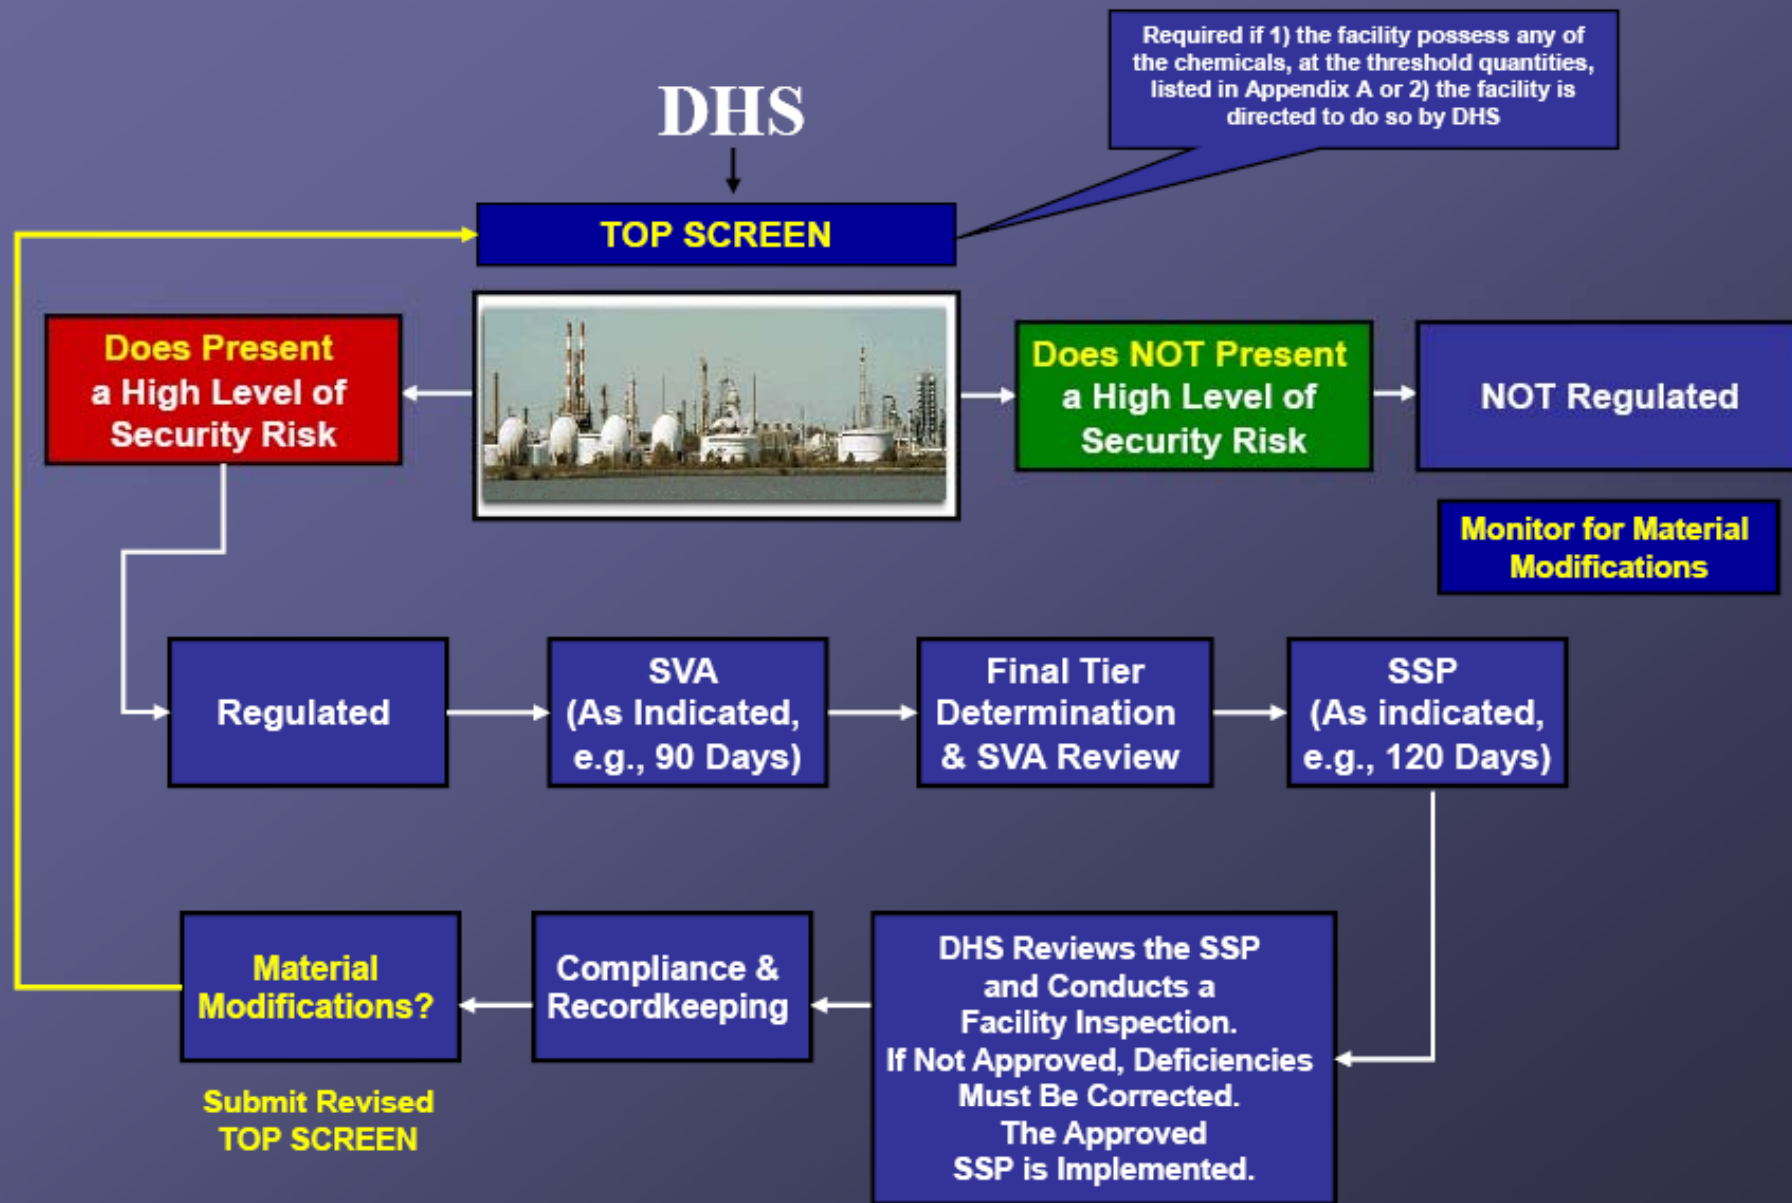 Required if 1) the facility possess any of
the chemicals, at the threshold quantities,
listed in Appendix A or 2) the facility is
directed to do so by DHS
DHS
TOP SCREEN
Does Present
a High Level of
Security Risk
Does NOT Present
a High Level of
Security Risk
NOT Regulated
Monitor for Material
Modifications
Regulated
SVA
(As Indicated,
e.g., 90 Days)
Final Tier
Determination
& SVA Review
SSP
(As indicated,
e.g., 120 Days)
Material
Modifications?
Submit Revised
TOP SCREEN
Compliance &
Recordkeeping
DHS Reviews the SSP
and Conducts a
Facility Inspection.
If Not Approved, Deficiencies
Must Be Corrected.
The Approved
SSP is Implemented.